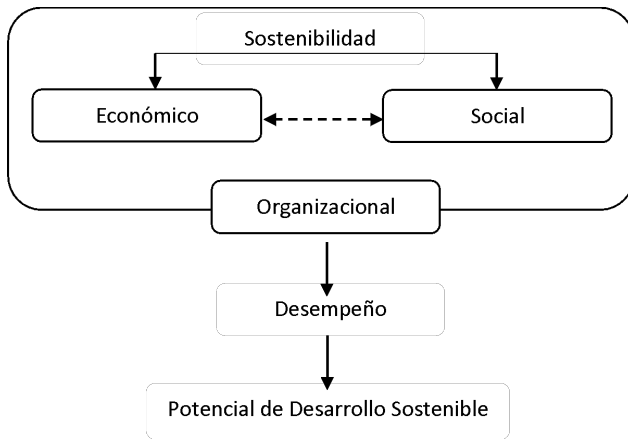 Sostenibilidad
Económico
Social
Organizacional
Desempeño
Potencial de Desarrollo Sostenible